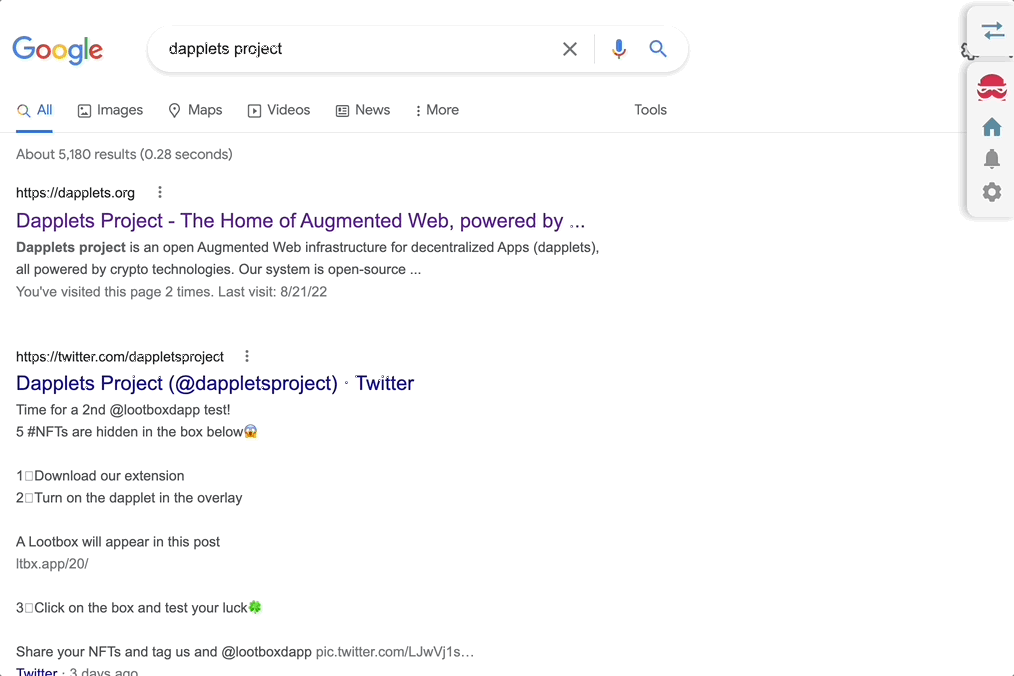 Google
dapplets project
All Images Maps Videos News More Tools
About 5,180 results (0.28 seconds)
https://dapplets.org
Dapplets Project - The Home of Augmented Web, powered by ...
Dapplets project is an open Augmented Web infrastructure for decentralized Apps (dapplets),
all powered by crypto technologies. Our system is open-source ...
You've visited this page 2 times. Last visit: 8/21/22
https://twitter.com/dappletsproject
Dapplets Project (@dappletsproject) · Twitter
Time for a 2nd @lootboxdapp test!
5 #NFTs are hidden in the box below😱
1□Download our extension
2□Turn on the dapplet in the overlay
A Lootbox will appear in this post
ltbx.app/20/
3□Click on the box and test your luck🍀
Share your NFTs and tag us and @lootboxdapp pic.twitter.com/LJwVj1s…
Twitter · 3 days ago